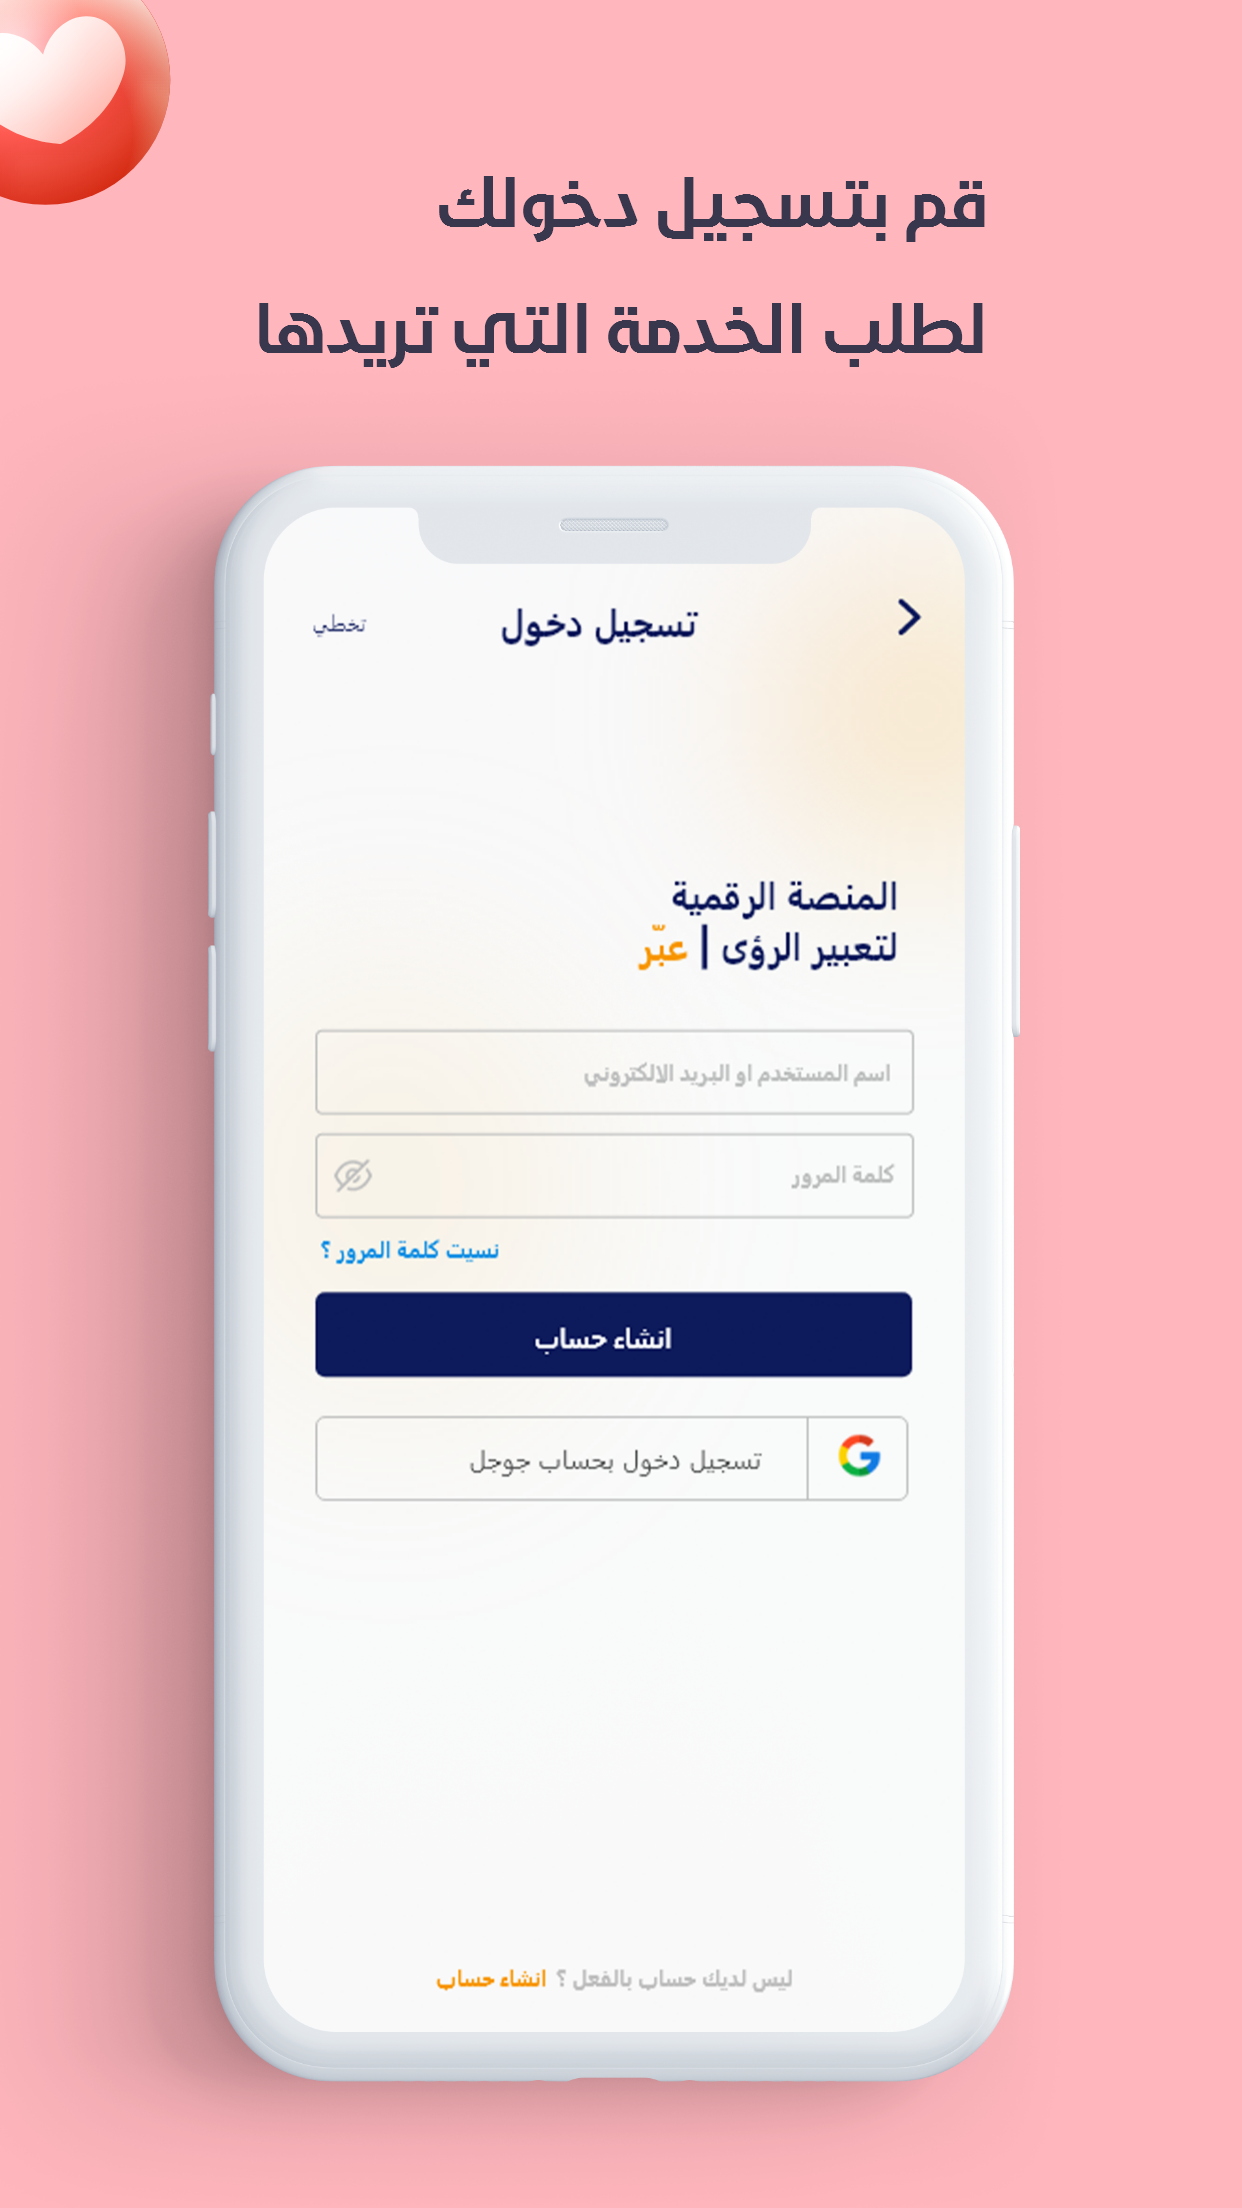 قم بتسجيل دخولك
لطلب الخدمة التي تريدها
تسجيل دخول
تخطي
المنصة الرقمية
لتعبير الرؤى | عبّر
اسم المستخدم او البريد الالكتروني
كلمة المرور
نسيت كلمة المرور ؟
انشاء حساب
تسجيل دخول بحساب جوجل
ليس لديك حساب بالفعل ؟ انشاء حساب